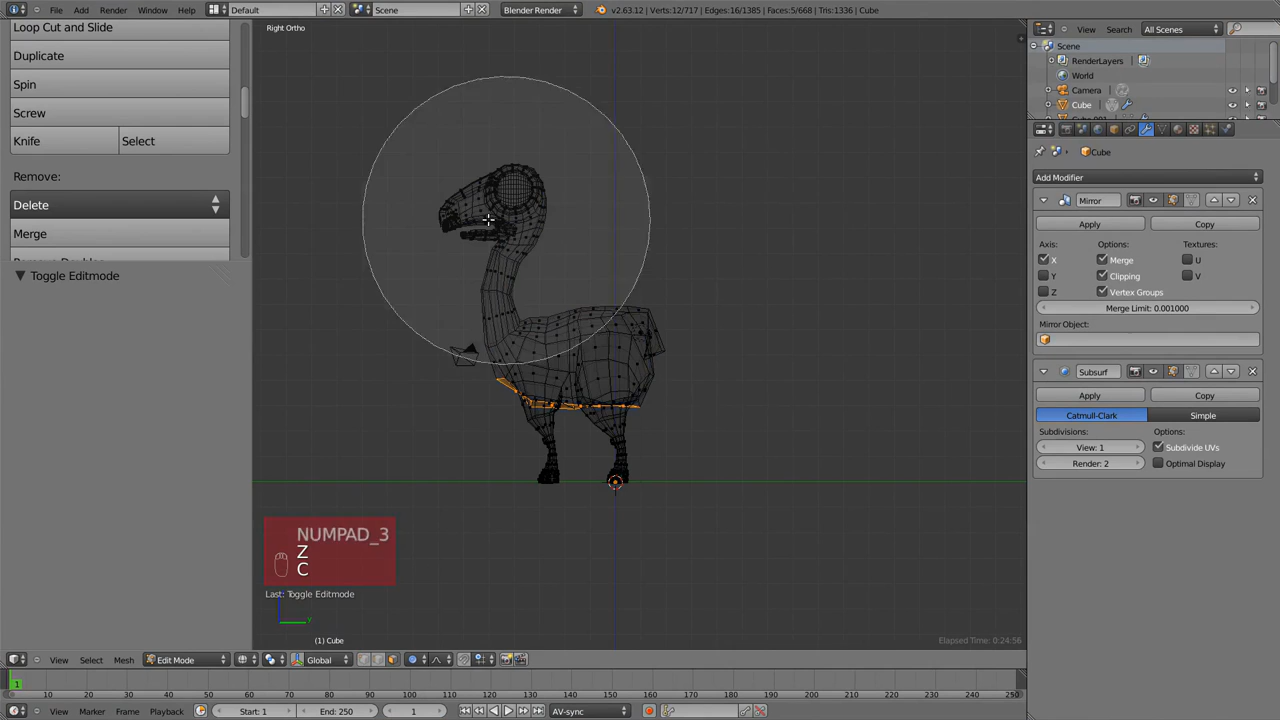 File Add Render Window Help Default Scene Blender Render v2.63.12 | Verts:12/717 | Edges:16/1385 | Faces:5/668 | Tris:1336 | Cube
Loop Cut and Slide
Duplicate
Spin
Screw
Knife Select
Remove:
Delete
Merge
Toggle Editmode
Right Ortho
NUMPAD_3
Z
C
Last: Toggle Editmode
Y
(1) Cube
Elapsed Time: 0:24:56
View Search All Scenes
Scene
RenderLayers
World
Camera
Cube
Cube
Add Modifier
Mirror
Apply Copy
Axis: Options: Textures:
X Merge U
Y Clipping V
Z Vertex Groups
Merge Limit: 0.001000
Mirror Object:
Subsurf
Apply Copy
Catmull-Clark Simple
Subdivisions: Options:
View: 1 Subdivide UVs
Render: 2 Optimal Display
View Select Mesh Edit Mode Global
1
0 10 20 30 40 50 60 70 80 90 100 110 120 130 140 150 160 170 180 190 200 210 220 230 240 250
View Marker Frame Playback Start: 1 End: 250 1 AV-sync